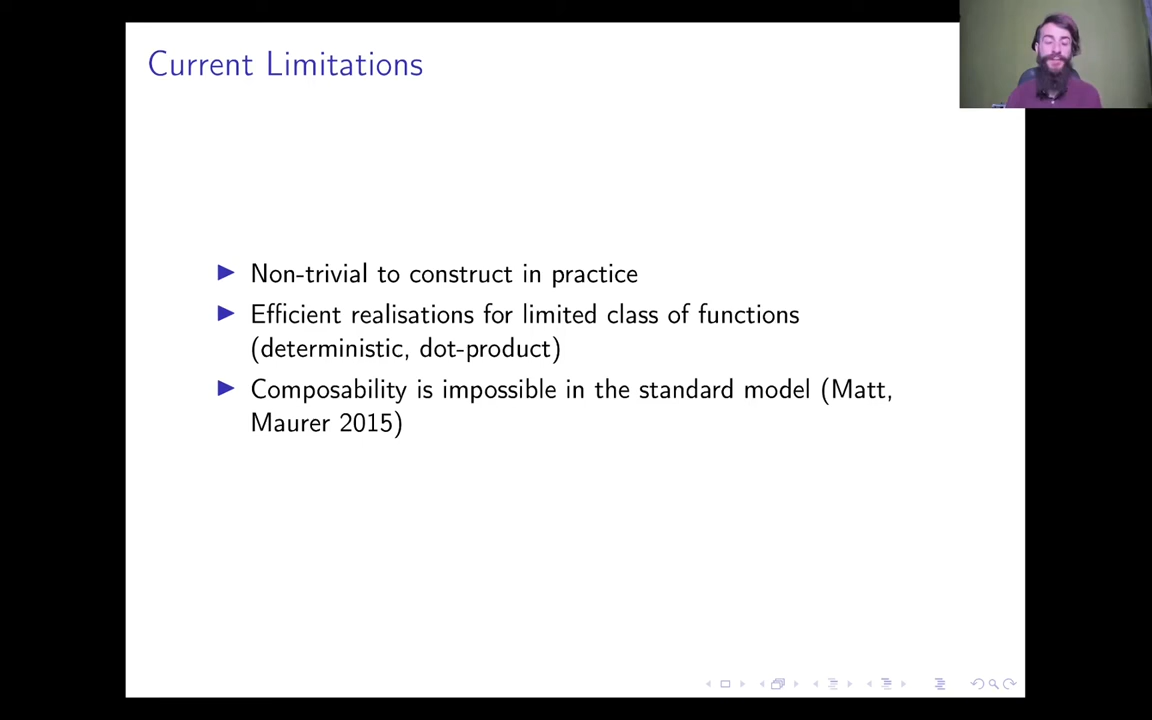 Current Limitations
Non-trivial to construct in practice
Efficient realisations for limited class of functions
(deterministic, dot-product)
Composability is impossible in the standard model (Matt,
Maurer 2015)